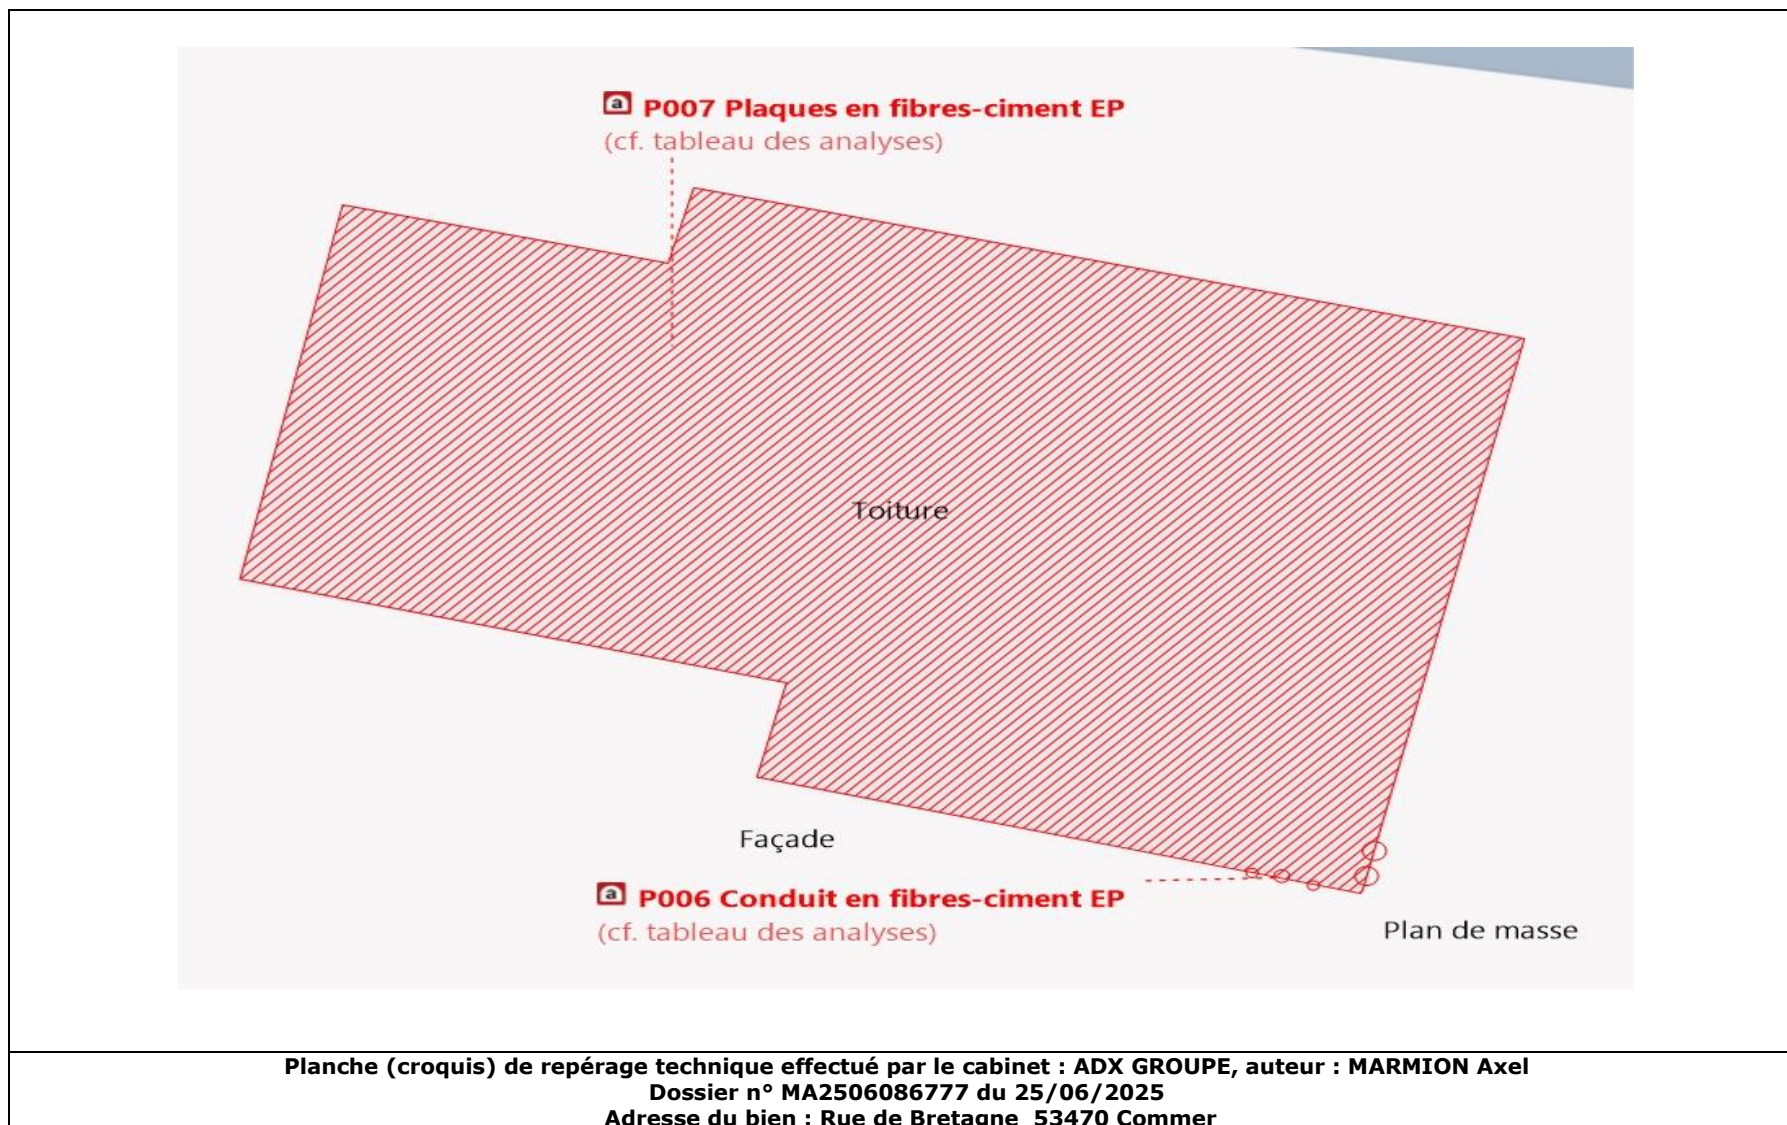 a P007 Plaques en fibres-ciment EP
(cf. tableau des analyses)
Toiture
Façade
a P006 Conduit en fibres-ciment EP
(cf. tableau des analyses)
Plan de masse
Planche (croquis) de repérage technique effectué par le cabinet : ADX GROUPE, auteur : MARMION Axel
Dossier n° MA2506086777 du 25/06/2025
Adresse du bien : Rue de Bretagne 53470 Commer